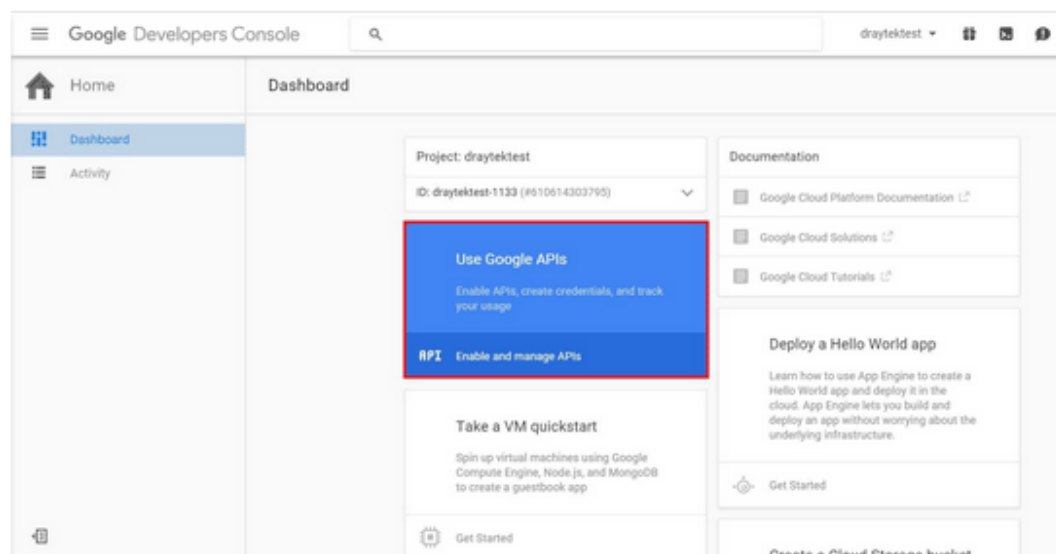 Google Developers Console
draytektest
Home
Dashboard
Dashboard
Activity
Project: draytektest
ID: draytektest-1133 (#610614303795)
Use Google APIs
Enable APIs, create credentials, and track
your usage
API Enable and manage APIs
Take a VM quickstart
Spin up virtual machines using Google
Compute Engine, Node.js, and MongoDB
to create a guestbook app
Get Started
Documentation
Google Cloud Platform Documentation
Google Cloud Solutions
Google Cloud Tutorials
Deploy a Hello World app
Learn how to use App Engine to create a
Hello World app and deploy it in the
cloud. App Engine lets you build and
deploy an app without worrying about the
underlying infrastructure.
Get Started
Create a Cloud Storage bucket